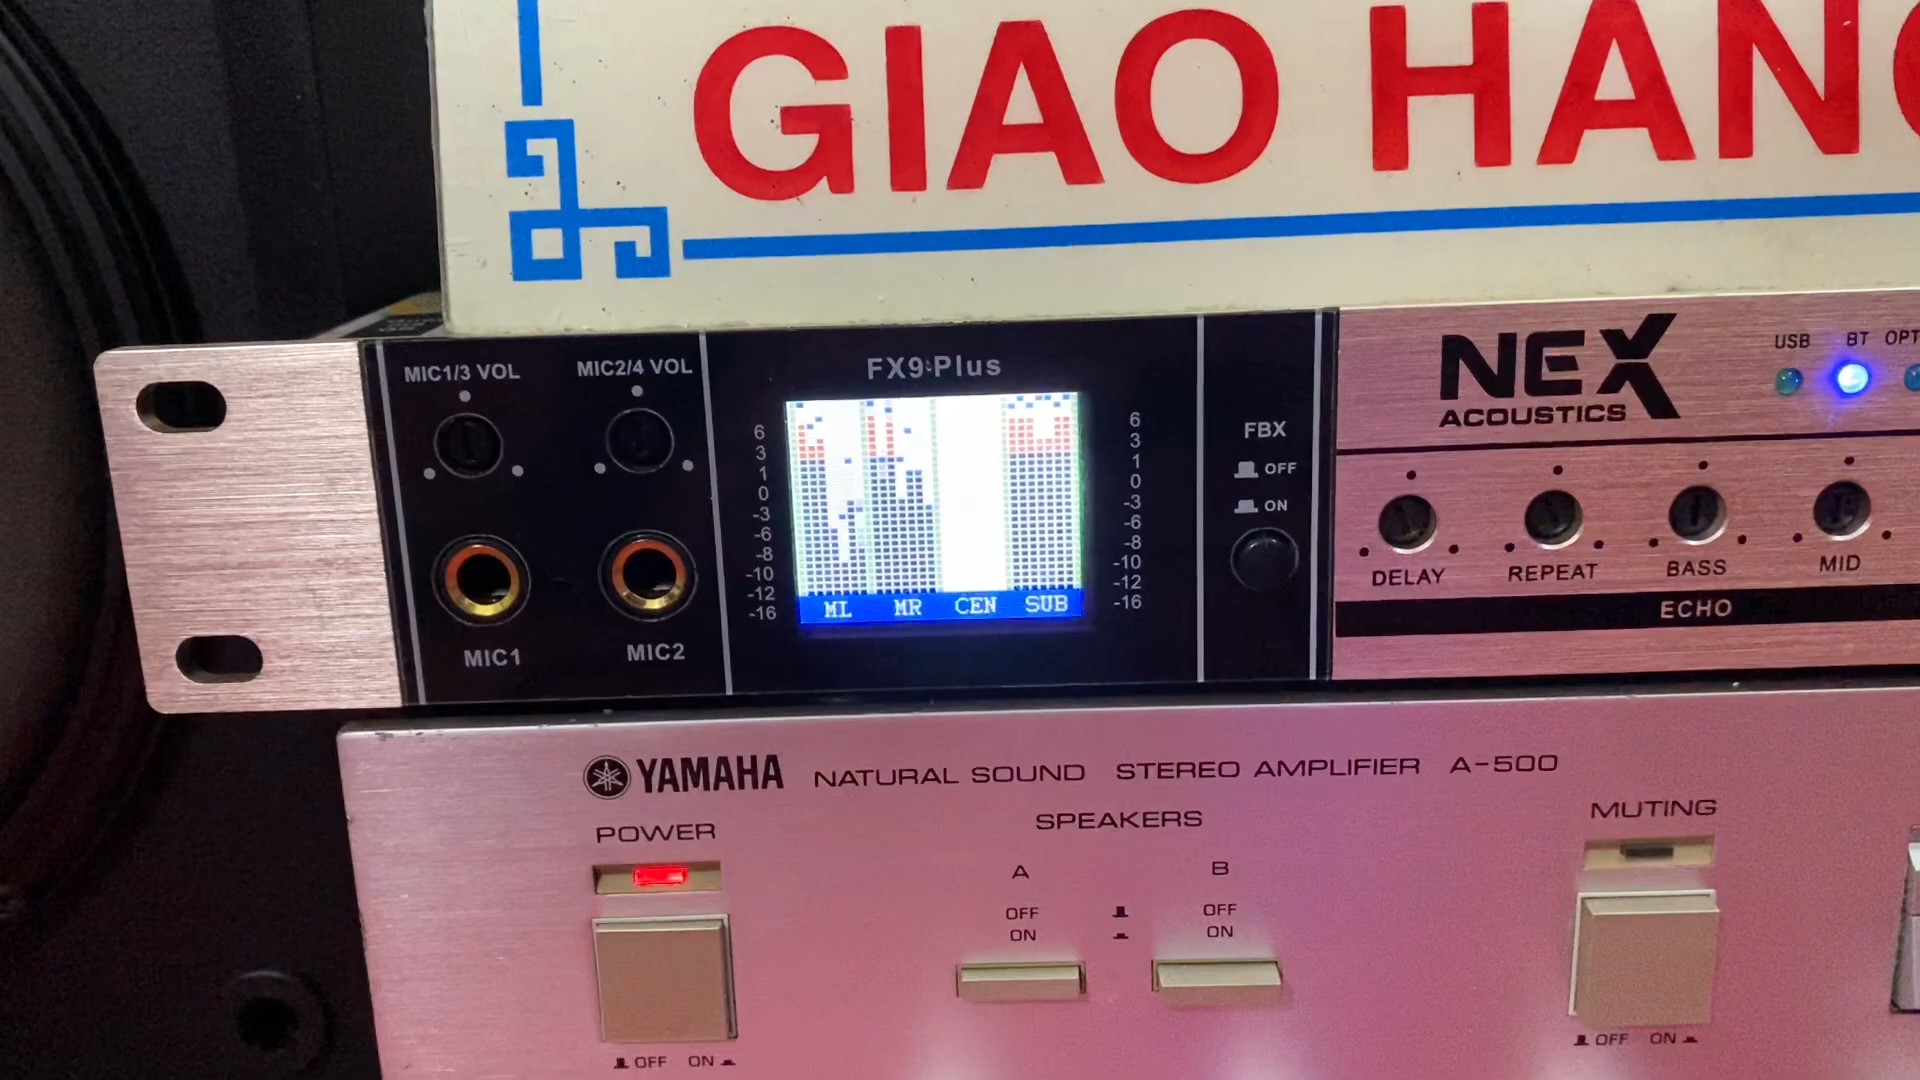 GIAO HANG
MIC1/3 VOL
MIC2/4 VOL
MIC1
MIC2
FX9 Plus
6
3
1
0
-3
-6
-8
-10
-12
-16
ML MR CEN SUB
6
3
1
0
-3
-6
-8
-10
-12
-16
FBX
OFF
ON
NEX
ACOUSTICS
USB BT OPT
DELAY REPEAT BASS MID
ECHO
YAMAHA NATURAL SOUND STEREO AMPLIFIER A-500
POWER
OFF ON
SPEAKERS
A B
OFF OFF
ON ON
MUTING
OFF ON